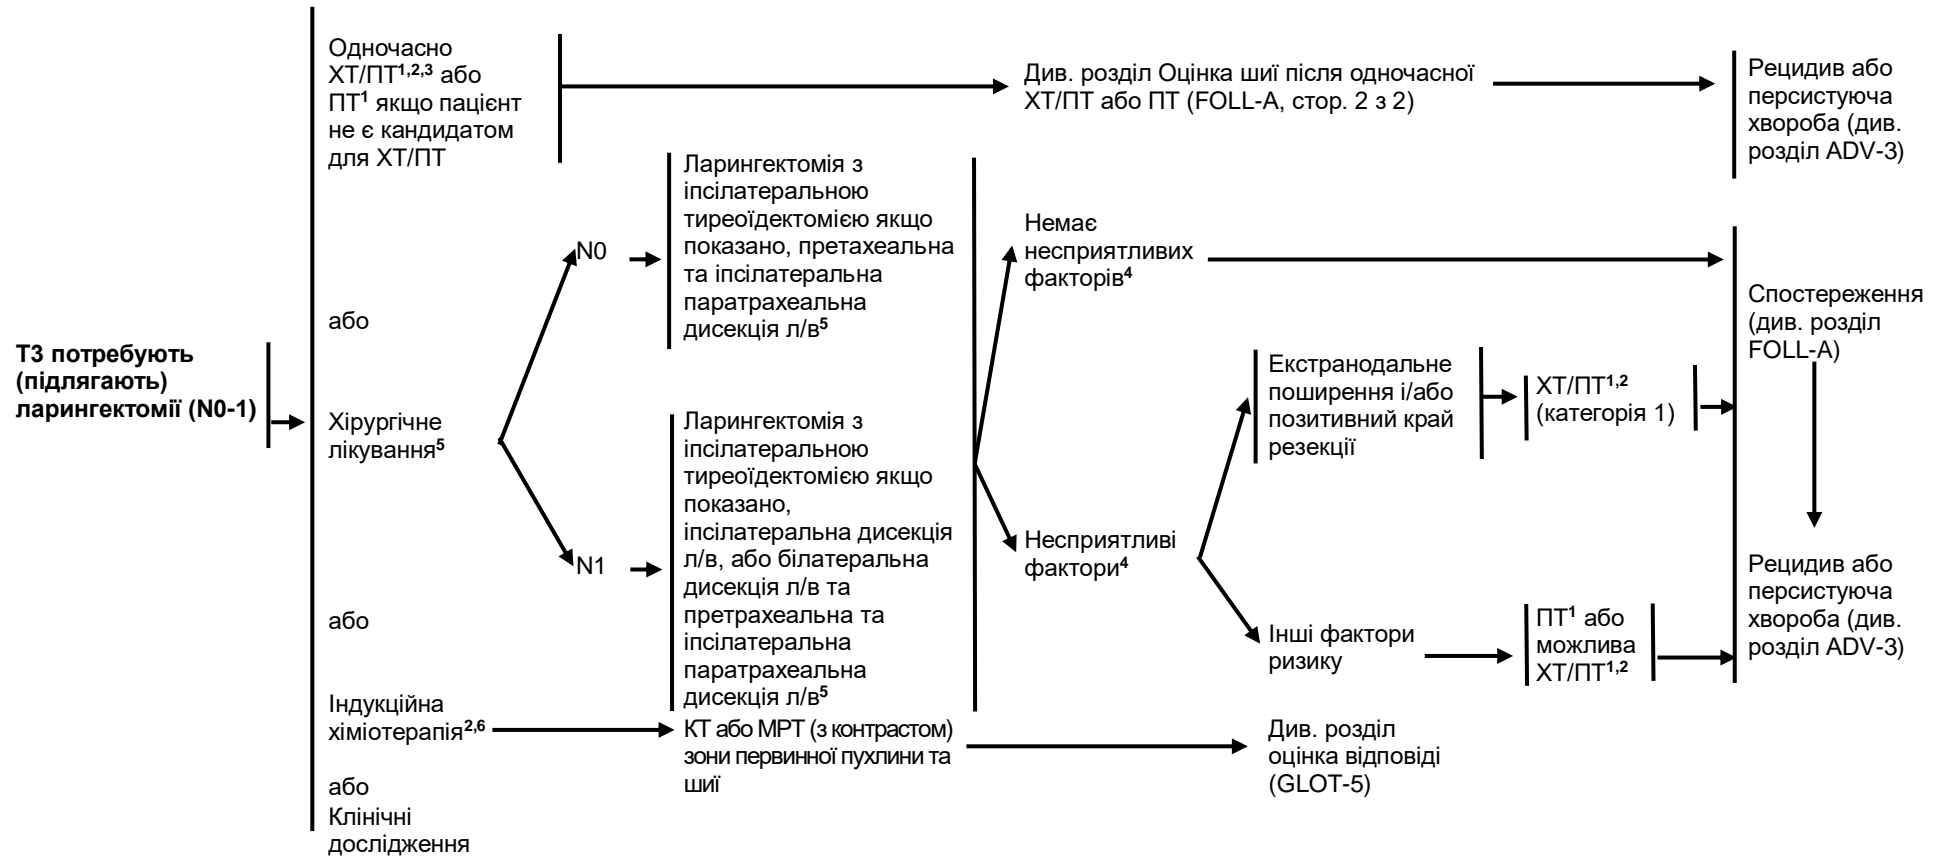 Т3 потребують
(підлягають)
ларингектомії (N0-1)
Одночасно
ХТ/ПТ1,2,3 або
ПТ1 якщо пацієнт
не є кандидатом
для ХТ/ПТ
або
Хірургічне
лікування5
або
Індукційна
хіміотерапія2,6
або
Клінічні
дослідження
N0
N1
Ларингектомія з
іпсілатеральною
тиреоїдектомією якщо
показано, претахеальна
та іпсілатеральна
паратрахеальна
дисекція л/в5
Ларингектомія з
іпсілатеральною
тиреоїдектомією якщо
показано,
іпсілатеральна дисекція
л/в, або білатеральна
дисекція л/в та
претрахеальна та
іпсілатеральна
паратрахеальна
дисекція л/в5
КТ або МРТ (з контрастом)
зони первинної пухлини та
шиї
Див. розділ Оцінка шиї після одночасної
ХТ/ПТ або ПТ (FOLL-A, стор. 2 з 2)
Немає
несприятливих
факторів4
Несприятливі
фактори4
Екстранодальне
поширення і/або
позитивний край
резекції
Інші фактори
ризику
Див. розділ
оцінка відповіді
(GLOT-5)
ХТ/ПТ1,2
(категорія 1)
ПТ1 або
можлива
ХТ/ПТ1,2
Рецидив або
персистуюча
хвороба (див.
розділ ADV-3)
Спостереження
(див. розділ
FOLL-A)
Рецидив або
персистуюча
хвороба (див.
розділ ADV-3)